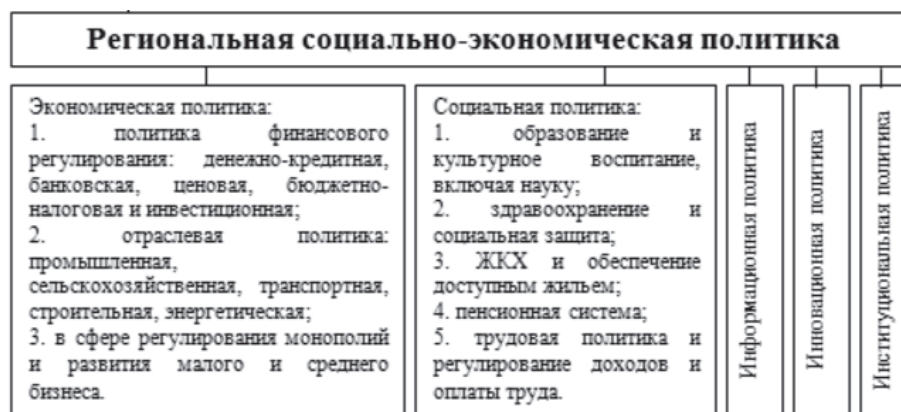 Региональная социально-экономическая политика
Экономическая политика:
1. политика финансового
регулирования: денежно-кредитная,
банковская, ценовая, бюджетно-
налоговая и инвестиционная;
2. отраслевая политика:
промышленная,
сельскохозяйственная, транспортная,
строительная, энергетическая;
3. в сфере регулирования монополий
и развития малого и среднего
бизнеса.
Социальная политика:
1. образование и
культурное воспитание,
включая науку;
2. здравоохранение и
социальная защита;
3. ЖКХ и обеспечение
доступным жильем;
4. пенсионная система;
5. трудовая политика и
регулирование доходов и
оплаты труда.
Информационная политика
Инновационная политика
Институциональная политика